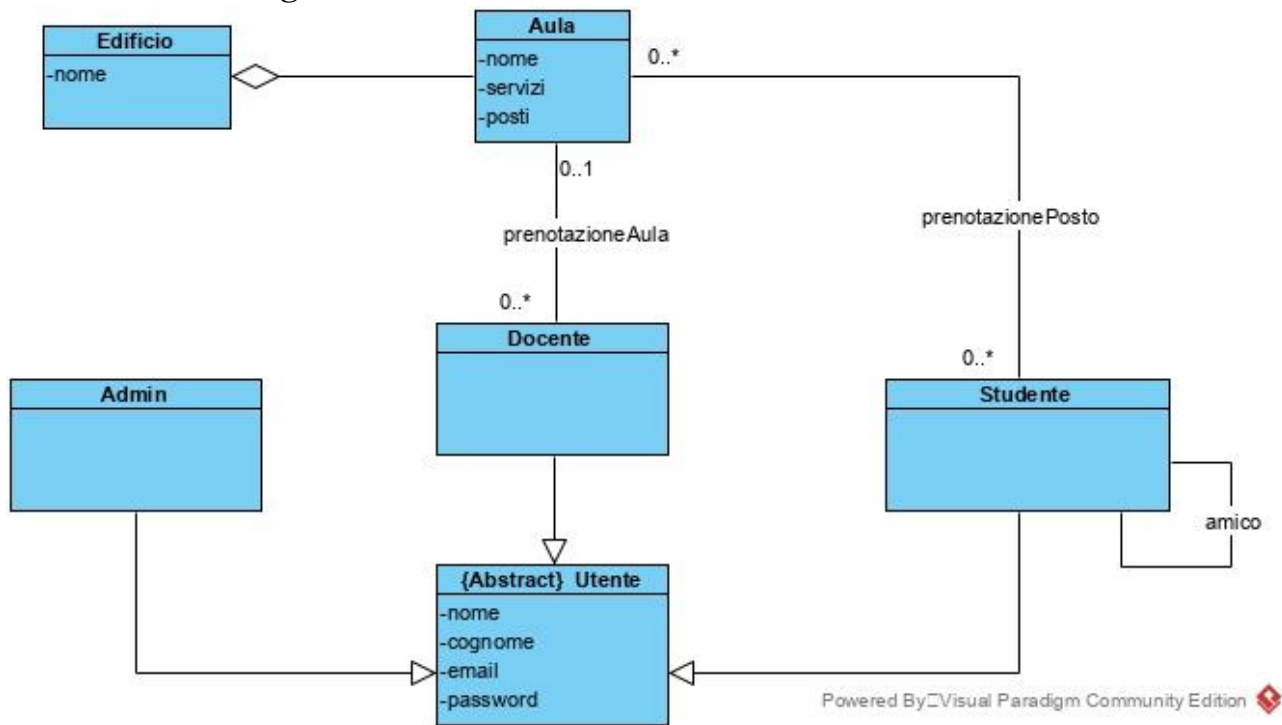 Edificio
-nome
Aula
-nome
-servizi
-posti
0..*
0..1
prenotazioneAula
prenotazionePosto
0..*
Docente
0..*
Admin
Studente
amico
{Abstract} Utente
-nome
-cognome
-email
-password
Powered By Visual Paradigm Community Edition